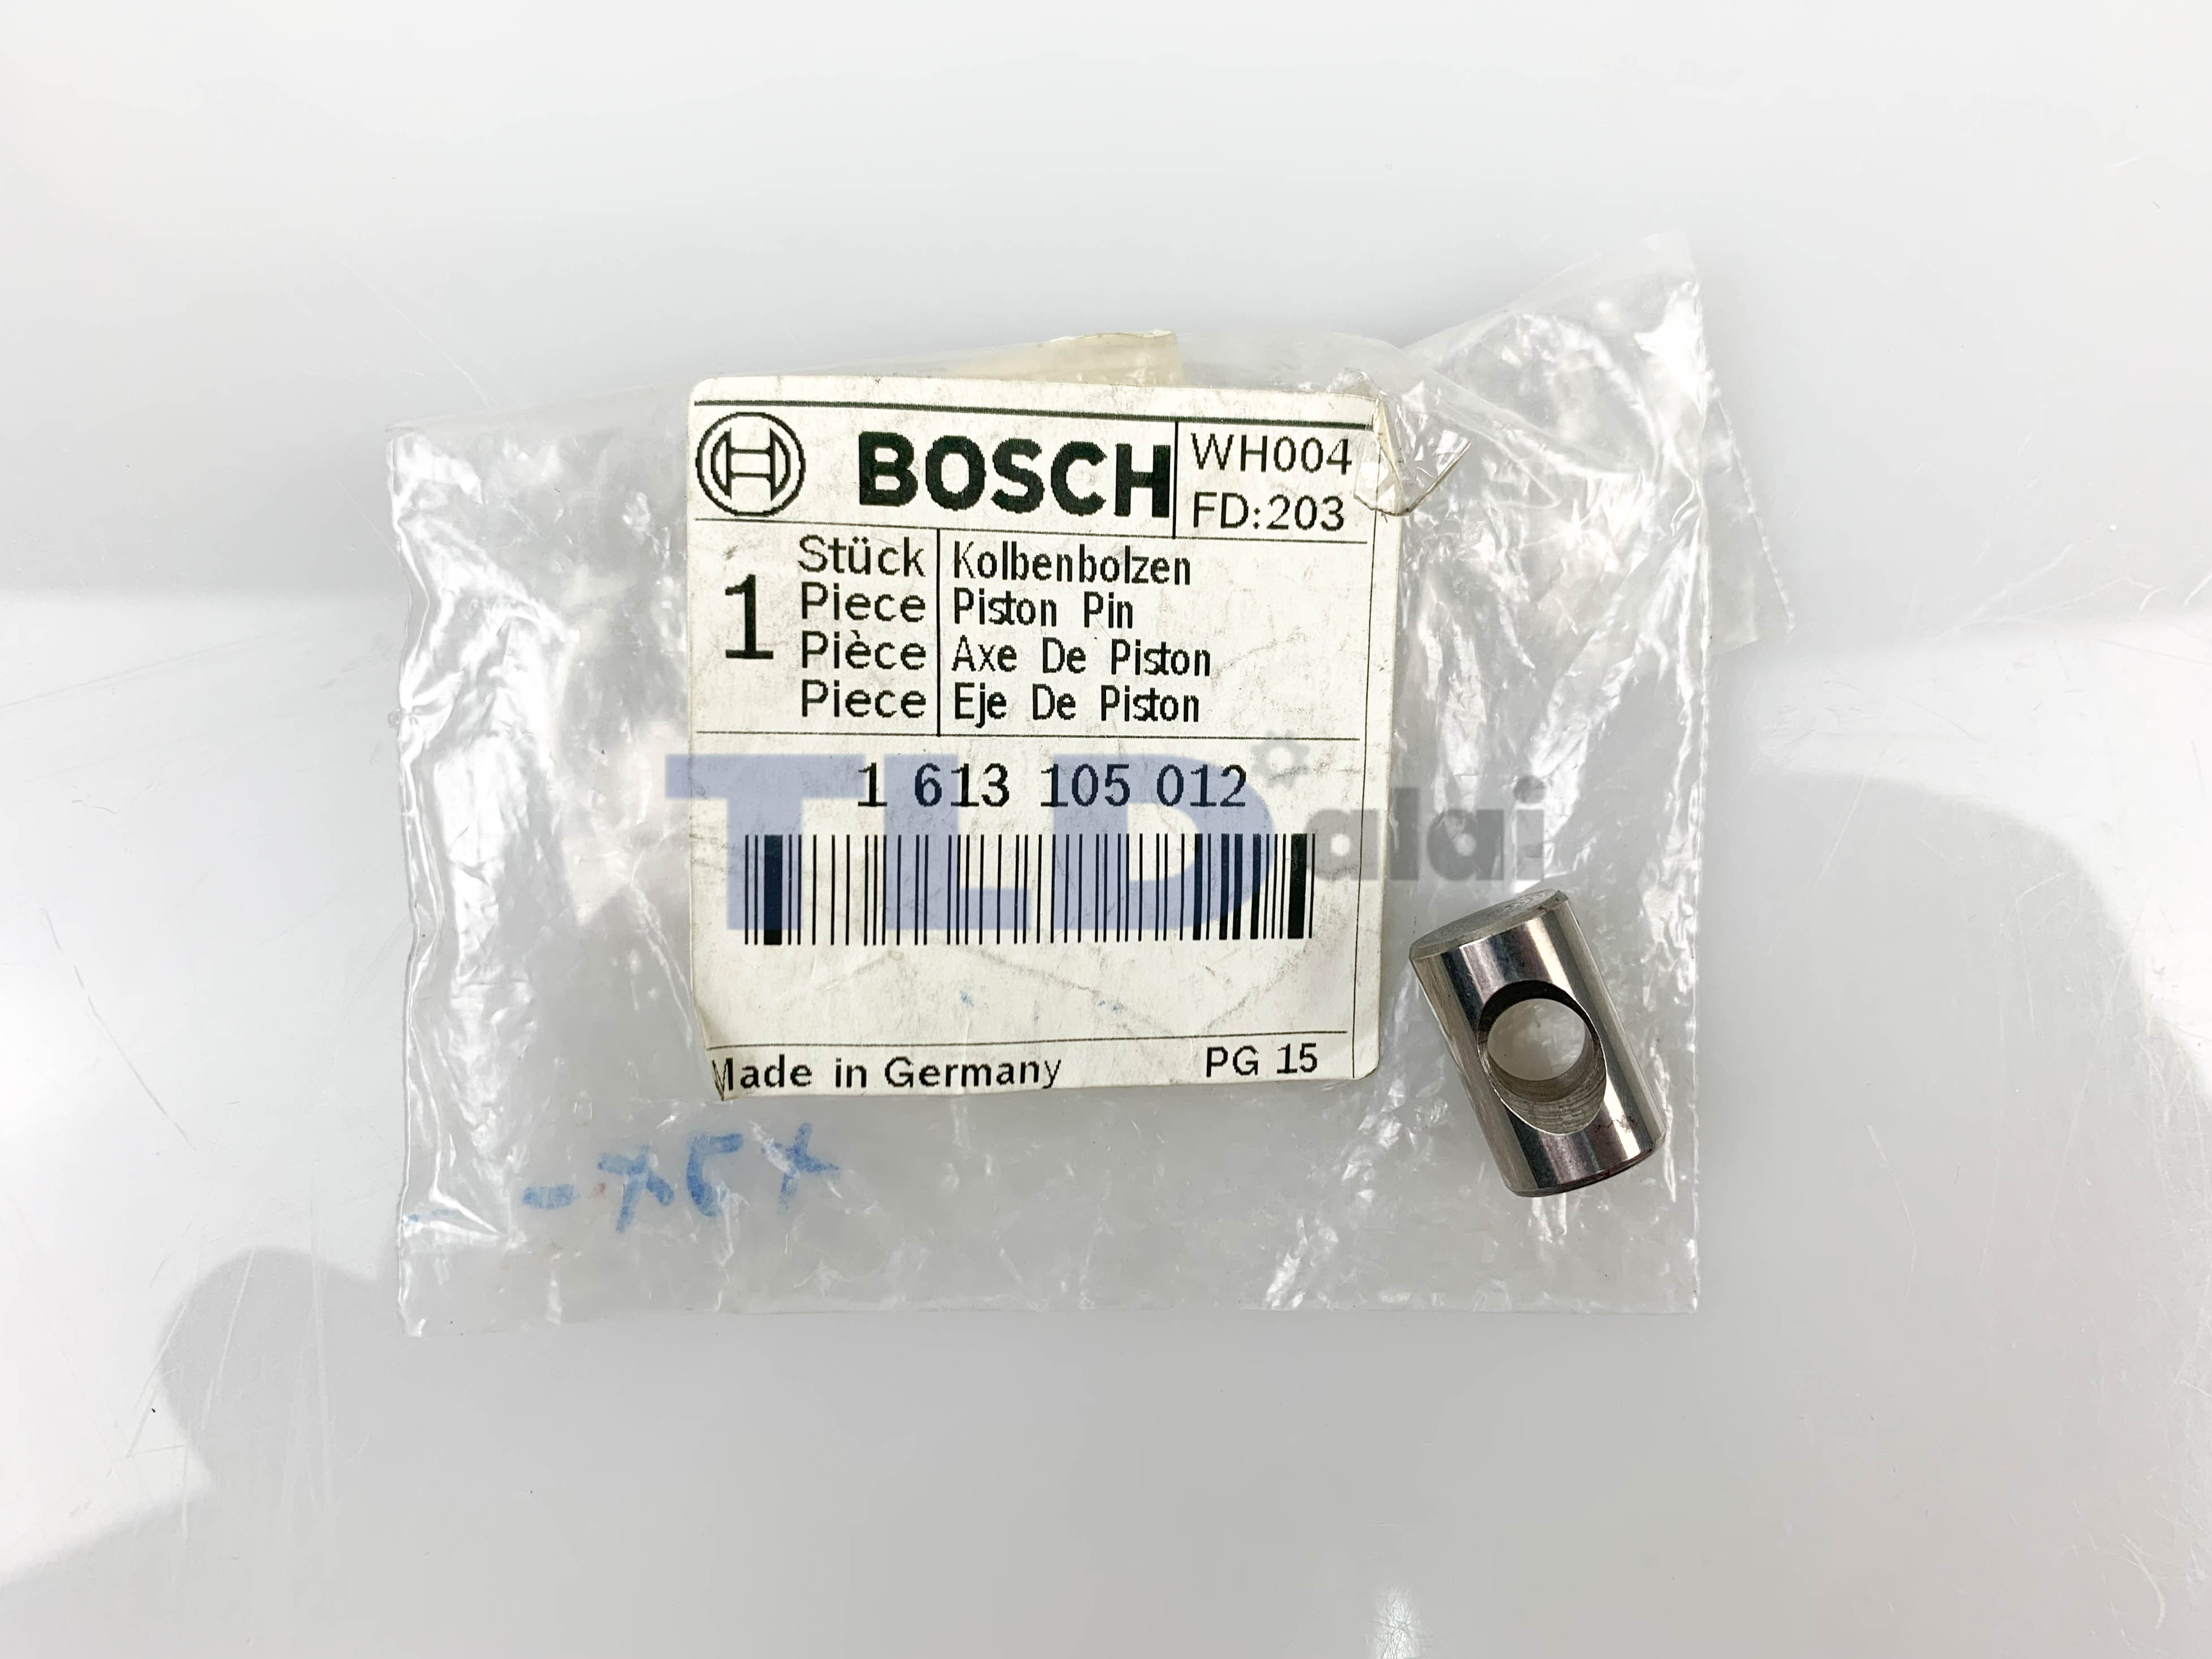 BOSCH
WH004
FD:203
1
Stück
Piece
Pièce
Piece
Kolbenbolzen
Piston Pin
Axe De Piston
Eje De Piston
1 613 105 012
TLDalai
Made in Germany
PG 15